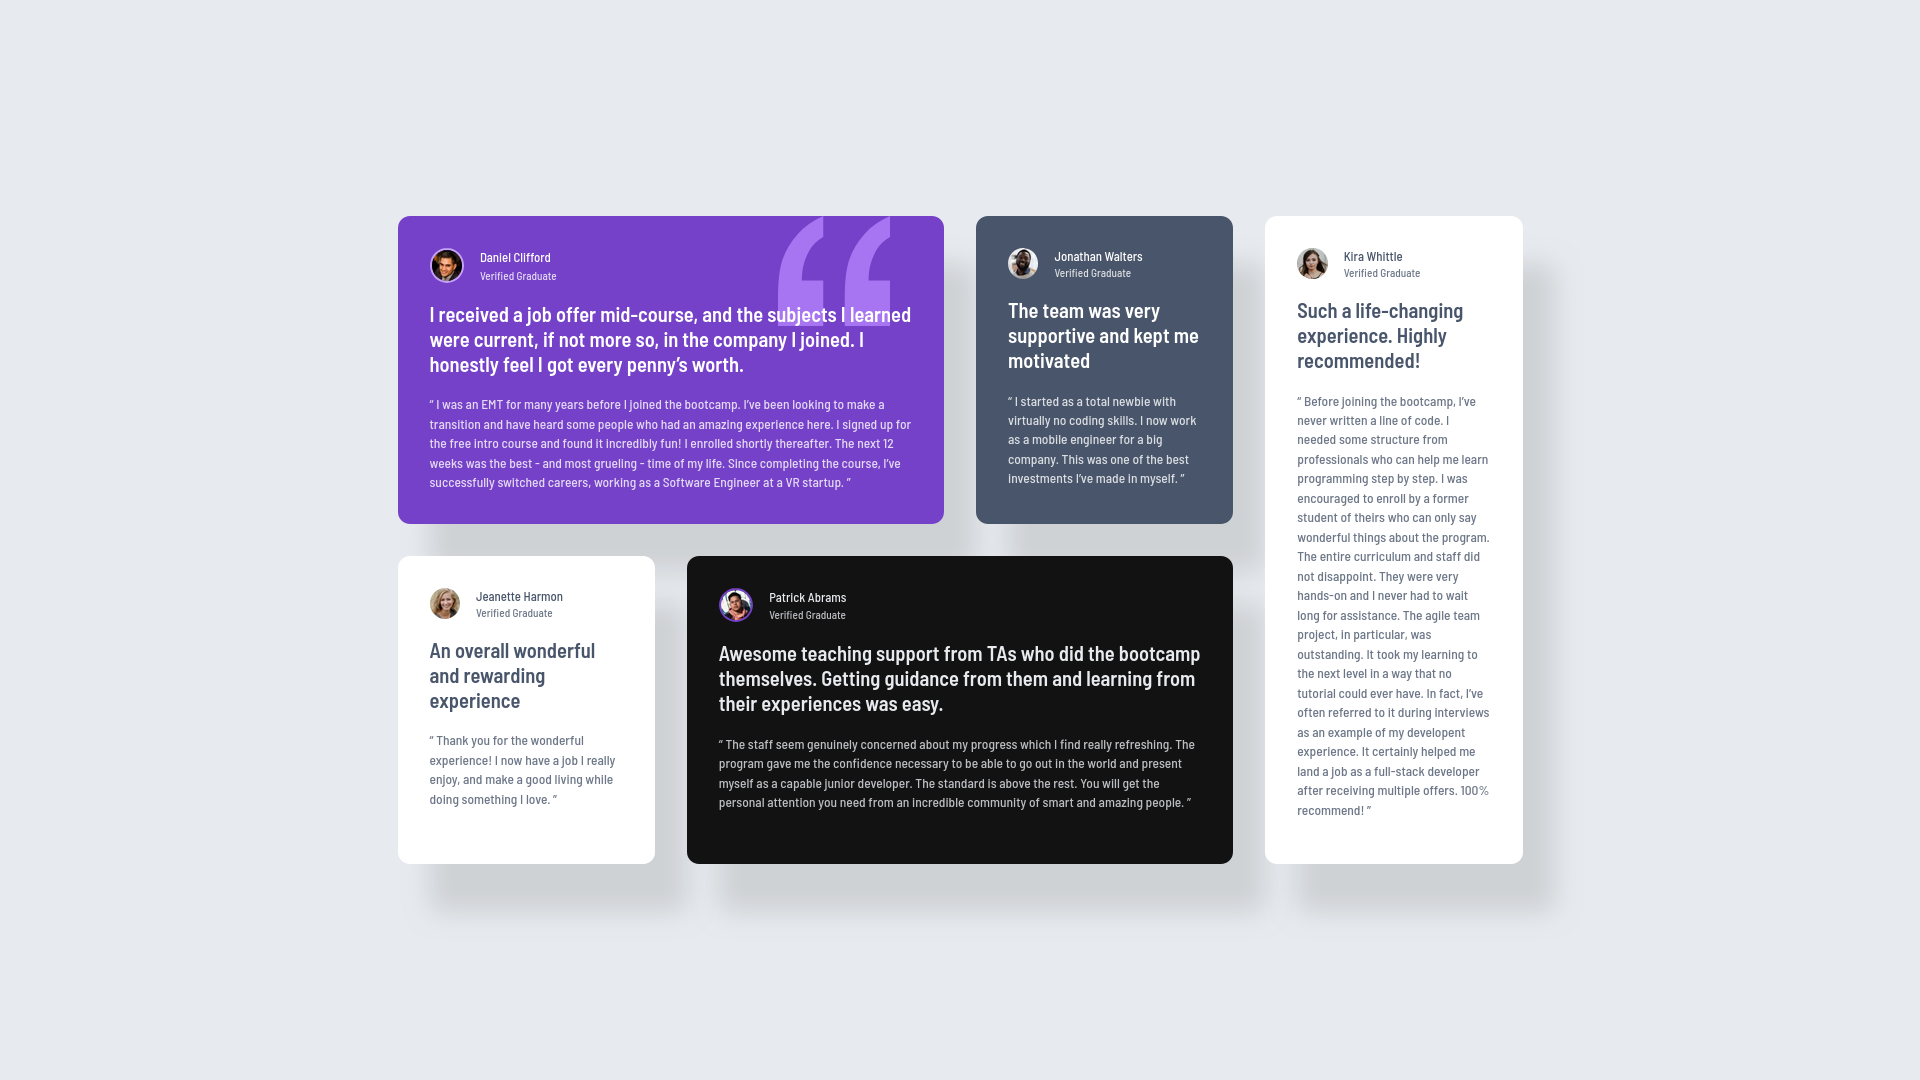 Daniel Clifford
Verified Graduate
I received a job offer mid-course, and the subjects I learned
were current, if not more so, in the company I joined. I
honestly feel I got every penny’s worth.
“ I was an EMT for many years before I joined the bootcamp. I’ve been looking to make a
transition and have heard some people who had an amazing experience here. I signed up for
the free intro course and found it incredibly fun! I enrolled shortly thereafter. The next 12
weeks was the best - and most grueling - time of my life. Since completing the course, I’ve
successfully switched careers, working as a Software Engineer at a VR startup. ”
Jonathan Walters
Verified Graduate
The team was very
supportive and kept me
motivated
“ I started as a total newbie with
virtually no coding skills. I now work
as a mobile engineer for a big
company. This was one of the best
investments I’ve made in myself. ”
Kira Whittle
Verified Graduate
Such a life-changing
experience. Highly
recommended!
“ Before joining the bootcamp, I’ve
never written a line of code. I
needed some structure from
professionals who can help me learn
programming step by step. I was
encouraged to enroll by a former
student of theirs who can only say
wonderful things about the program.
The entire curriculum and staff did
not disappoint. They were very
hands-on and I never had to wait
long for assistance. The agile team
project, in particular, was
outstanding. It took my learning to
the next level in a way that no
tutorial could ever have. In fact, I’ve
often referred to it during interviews
as an example of my developent
experience. It certainly helped me
land a job as a full-stack developer
after receiving multiple offers. 100%
recommend! ”
Jeanette Harmon
Verified Graduate
An overall wonderful
and rewarding
experience
“ Thank you for the wonderful
experience! I now have a job I really
enjoy, and make a good living while
doing something I love. ”
Patrick Abrams
Verified Graduate
Awesome teaching support from TAs who did the bootcamp
themselves. Getting guidance from them and learning from
their experiences was easy.
“ The staff seem genuinely concerned about my progress which I find really refreshing. The
program gave me the confidence necessary to be able to go out in the world and present
myself as a capable junior developer. The standard is above the rest. You will get the
personal attention you need from an incredible community of smart and amazing people. ”